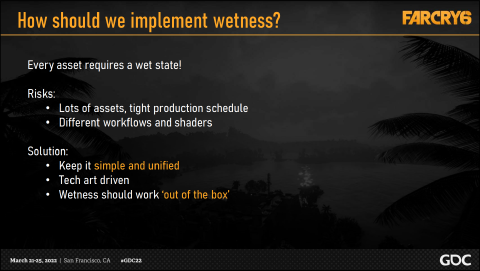 How should we implement wetness?
FARCRY6
Every asset requires a wet state!
Risks:
• Lots of assets, tight production schedule
• Different workflows and shaders
Solution:
• Keep it simple and unified
• Tech art driven
• Wetness should work ‘out of the box’
March 21-25, 2022 | San Francisco, CA #GDC22
GDC